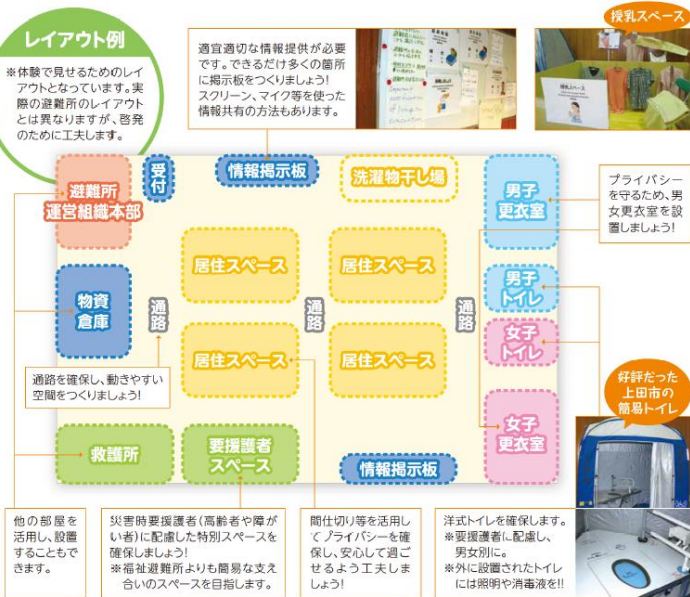 レイアウト例
※体験で見せるためのレイ
アウトとなっています。実
際の避難所のレイアウト
とは異なりますが、啓発
のために工夫します。
適宜適切な情報提供が必要
です。できるだけ多くの箇所
に掲示板をつくりましょう!
スクリーン、マイク等を使った
情報共有の方法もあります。
授乳スペース
授乳スペース
避難所
運営組織本部
受付
情報掲示板
洗濯物干し場
男子
更衣室
プライバシー
を守るため、男
女更衣室を設
置しましょう!
居住スペース
居住スペース
物資
倉庫
通路
通路
通路
男子
トイレ
女子
トイレ
居住スペース
居住スペース
通路を確保し、動きやすい
空間をつくりましょう!
好評だった
上田市の
簡易トイレ
救護所
要援護者
スペース
情報掲示板
女子
更衣室
他の部屋を
活用し、設置
することもで
きます。
災害時要援護者(高齢者や障が
い者)に配慮した特別スペースを
確保しましょう!
※福祉避難所よりも簡易な支え
合いのスペースを目指します。
間仕切り等を活用し
てプライバシーを確
保し、安心して過ご
せるよう工夫しま
しょう!
洋式トイレを確保します。
※要援護者に配慮し、
男女別に。
※外に設置されたトイレ
には照明や消毒液を!!